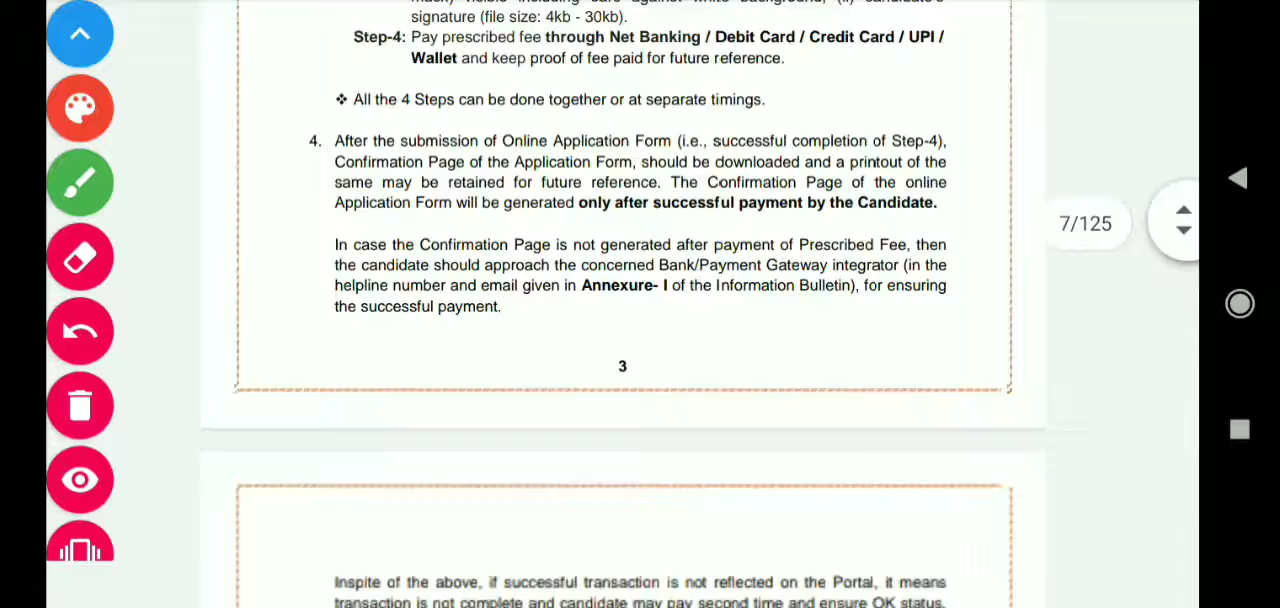 signature (file size: 4kb - 30kb).
Step-4: Pay prescribed fee through Net Banking / Debit Card / Credit Card / UPI /
Wallet and keep proof of fee paid for future reference.
❖ All the 4 Steps can be done together or at separate timings.
4. After the submission of Online Application Form (i.e., successful completion of Step-4),
Confirmation Page of the Application Form, should be downloaded and a printout of the
same may be retained for future reference. The Confirmation Page of the online
Application Form will be generated only after successful payment by the Candidate.
7/125
In case the Confirmation Page is not generated after payment of Prescribed Fee, then
the candidate should approach the concerned Bank/Payment Gateway integrator (in the
helpline number and email given in Annexure- I of the Information Bulletin), for ensuring
the successful payment.
3
Inspite of the above, if successful transaction is not reflected on the Portal, it means
transaction is not complete and candidate may pay second time and ensure OK status.